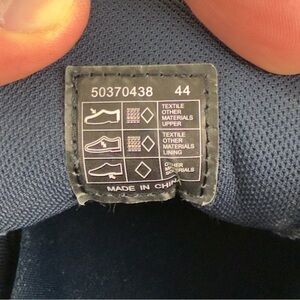 50370438 44
TEXTILE
OTHER
MATERIALS
UPPER
TEXTILE
OTHER
MATERIALS
LINING
OTHER
MATERIALS
MADE IN CHINA